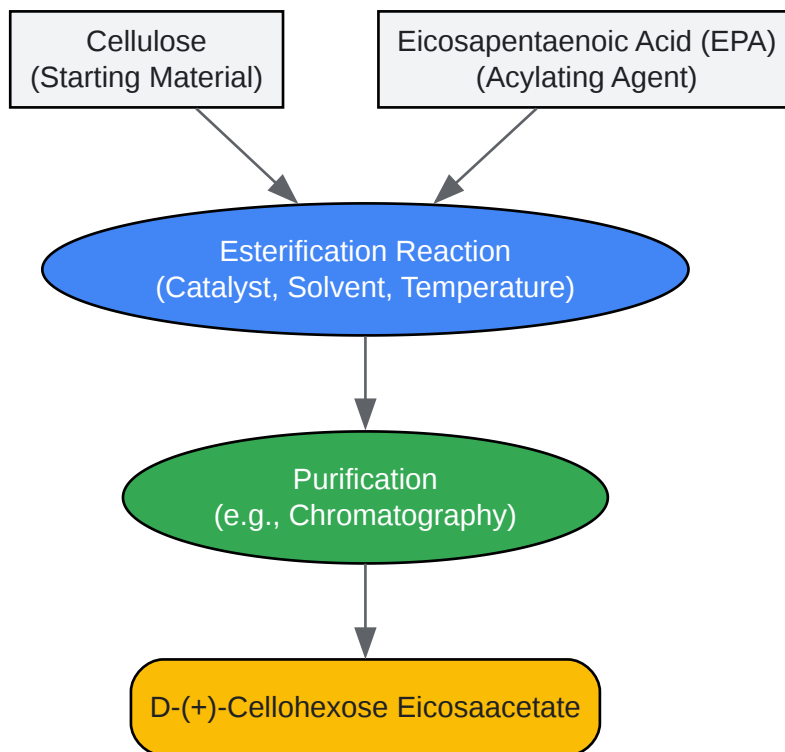 Cellulose
(Starting Material)
Eicosapentaenoic Acid (EPA)
(Acylating Agent)
Esterification Reaction
(Catalyst, Solvent, Temperature)
Purification
(e.g., Chromatography)
D-(+)-Cellohexose Eicosaacetate